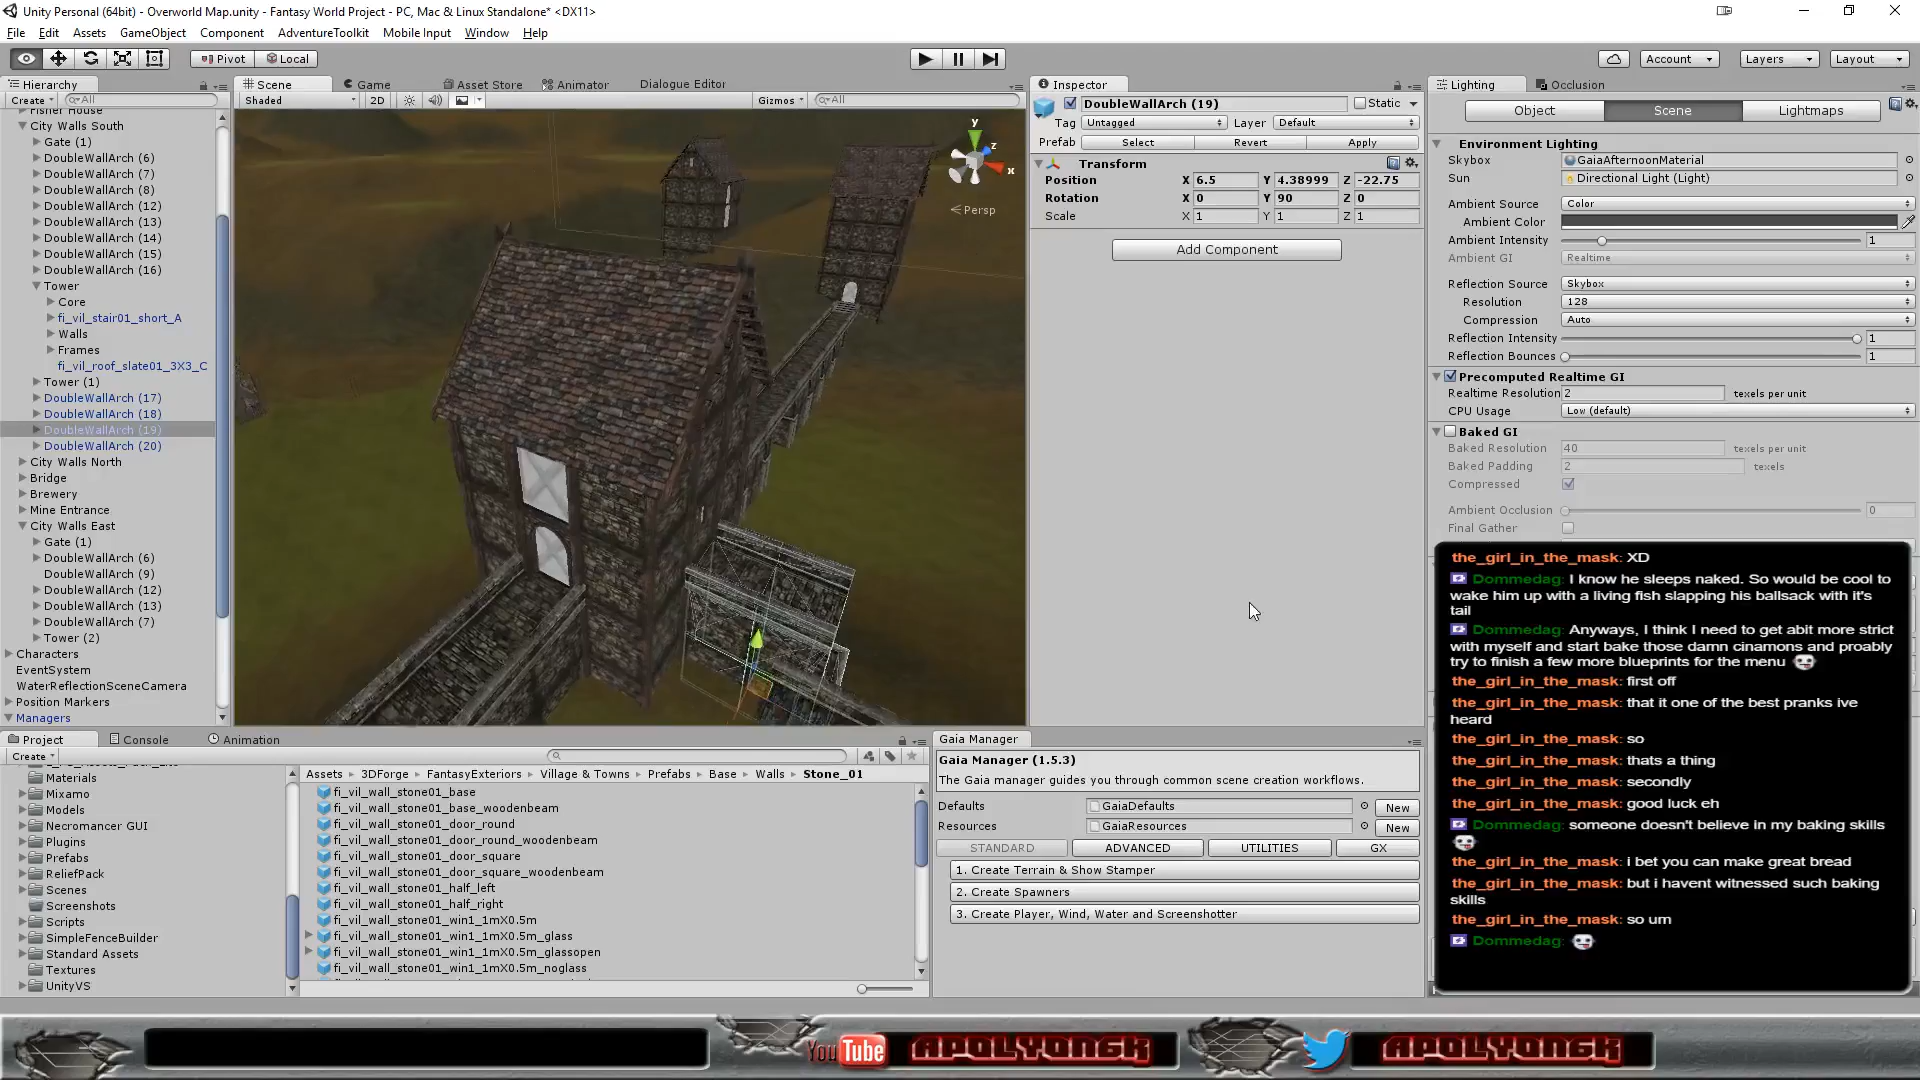 Unity Personal (64bit) - Overworld Map.unity - Fantasy World Project - PC, Mac & Linux Standalone* <DX11>
File Edit Assets GameObject Component AdventureToolkit Mobile Input Window Help
Pivot Local Account Layers Layout
Hierarchy
Create All
Fisher House
City Walls South
Gate (1)
DoubleWallArch (6)
DoubleWallArch (7)
DoubleWallArch (8)
DoubleWallArch (12)
DoubleWallArch (13)
DoubleWallArch (14)
DoubleWallArch (15)
DoubleWallArch (16)
Tower
Core
fi_vil_stair01_short_A
Walls
Frames
fi_vil_roof_slate01_3X3_C
Tower (1)
DoubleWallArch (17)
DoubleWallArch (18)
DoubleWallArch (19)
DoubleWallArch (20)
City Walls North
Bridge
Brewery
Mine Entrance
City Walls East
Gate (1)
DoubleWallArch (6)
DoubleWallArch (9)
DoubleWallArch (12)
DoubleWallArch (13)
DoubleWallArch (7)
Tower (2)
Characters
EventSystem
WaterReflectionSceneCamera
Position Markers
Managers
Scene Game Asset Store Animator Dialogue Editor
Shaded 2D Gizmos All
y
z
x
Persp
Inspector
DoubleWallArch (19) Static
Tag Untagged Layer Default
Prefab Select Revert Apply
Transform
Position X 6.5 Y 4.38999 Z -22.75
Rotation X 0 Y 90 Z 0
Scale X 1 Y 1 Z 1
Add Component
Lighting Occlusion
Object Scene Lightmaps
Environment Lighting
Skybox GaiaAfternoonMaterial
Sun Directional Light (Light)
Ambient Source Color
Ambient Color
Ambient Intensity 1
Ambient GI Realtime
Reflection Source Skybox
Resolution 128
Compression Auto
Reflection Intensity 1
Reflection Bounces 1
Precomputed Realtime GI
Realtime Resolution 2 texels per unit
CPU Usage Low (default)
Baked GI
Baked Resolution 40 texels per unit
Baked Padding 2 texels
Compressed
Ambient Occlusion 0
Final Gather
the_girl_in_the_mask: XD
Dommedag: I know he sleeps naked. So would be cool to
wake him up with a living fish slapping his ballsack with it's
tail
Dommedag: Anyways, I think I need to get abit more strict
with myself and start bake those damn cinamons and proably
try to finish a few more blueprints for the menu
the_girl_in_the_mask: first off
the_girl_in_the_mask: that it one of the best pranks ive
heard
the_girl_in_the_mask: so
the_girl_in_the_mask: thats a thing
the_girl_in_the_mask: secondly
the_girl_in_the_mask: good luck eh
Dommedag: someone doesn't believe in my baking skills
the_girl_in_the_mask: i bet you can make great bread
the_girl_in_the_mask: but i havent witnessed such baking
skills
the_girl_in_the_mask: so um
Dommedag:
Project Console Animation
Create
Materials
Mixamo
Models
Necromancer GUI
Plugins
Prefabs
ReliefPack
Scenes
Screenshots
Scripts
SimpleFenceBuilder
Standard Assets
Textures
UnityVS
Assets 3DForge FantasyExteriors Village & Towns Prefabs Base Walls Stone_01
fi_vil_wall_stone01_base
fi_vil_wall_stone01_base_woodenbeam
fi_vil_wall_stone01_door_round
fi_vil_wall_stone01_door_round_woodenbeam
fi_vil_wall_stone01_door_square
fi_vil_wall_stone01_door_square_woodenbeam
fi_vil_wall_stone01_half_left
fi_vil_wall_stone01_half_right
fi_vil_wall_stone01_win1_1mX0.5m
fi_vil_wall_stone01_win1_1mX0.5m_glass
fi_vil_wall_stone01_win1_1mX0.5m_glassopen
fi_vil_wall_stone01_win1_1mX0.5m_noglass
Gaia Manager
Gaia Manager (1.5.3)
The Gaia manager guides you through common scene creation workflows.
Defaults GaiaDefaults New
Resources GaiaResources New
STANDARD ADVANCED UTILITIES GX
1. Create Terrain & Show Stamper
2. Create Spawners
3. Create Player, Wind, Water and Screenshotter
YouTube APOLYONGK APOLYONGK